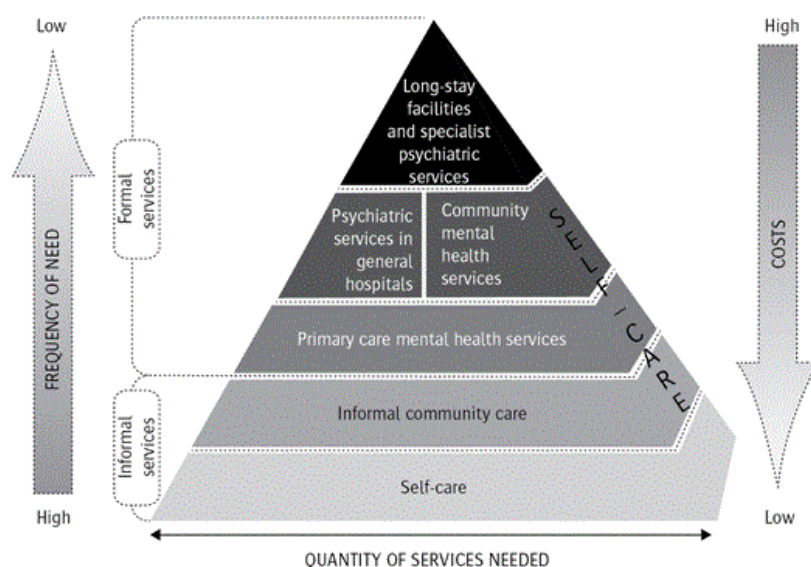 Low
High
Long-stay
facilities
and specialist
psychiatric
services
Formal
services
Psychiatric
services in
general
hospitals
Community
mental
health
services
SELF CARE
FREQUENCY OF NEED
COSTS
Primary care mental health services
Informal community care
Informal
services
Self-care
High
Low
QUANTITY OF SERVICES NEEDED